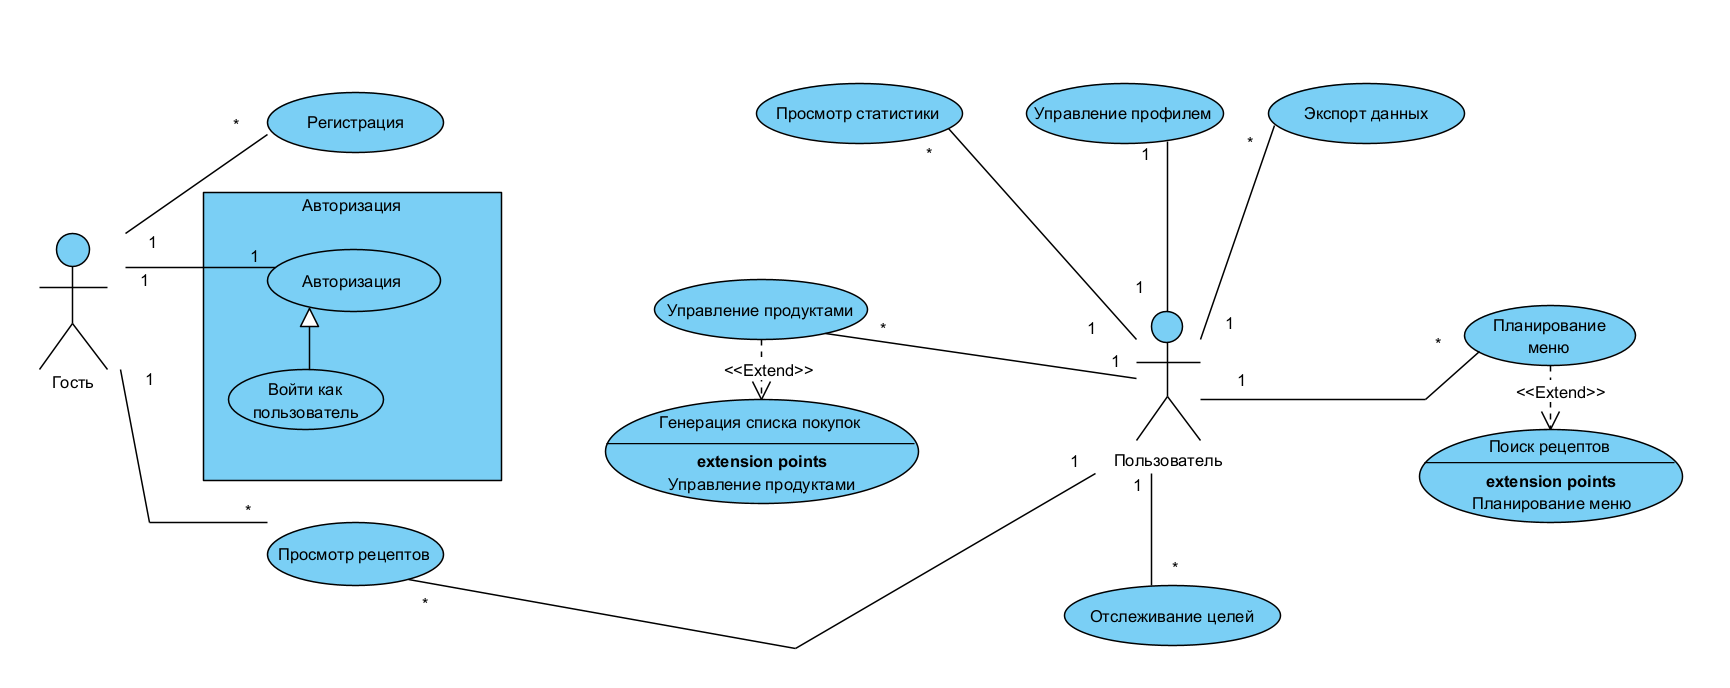 Просмотр статистики
Управление профилем
Экспорт данных
Регистрация
*
*
1
*
Авторизация
1
1
1
Авторизация
1
Управление продуктами
*
1
1
1
*
Планирование
меню
<<Extend>>
1
1
<<Extend>>
Гость
1
Войти как
пользователь
Генерация списка покупок
extension points
Управление продуктами
Поиск рецептов
extension points
Планирование меню
1
Пользователь
1
*
Просмотр рецептов
*
*
Отслеживание целей